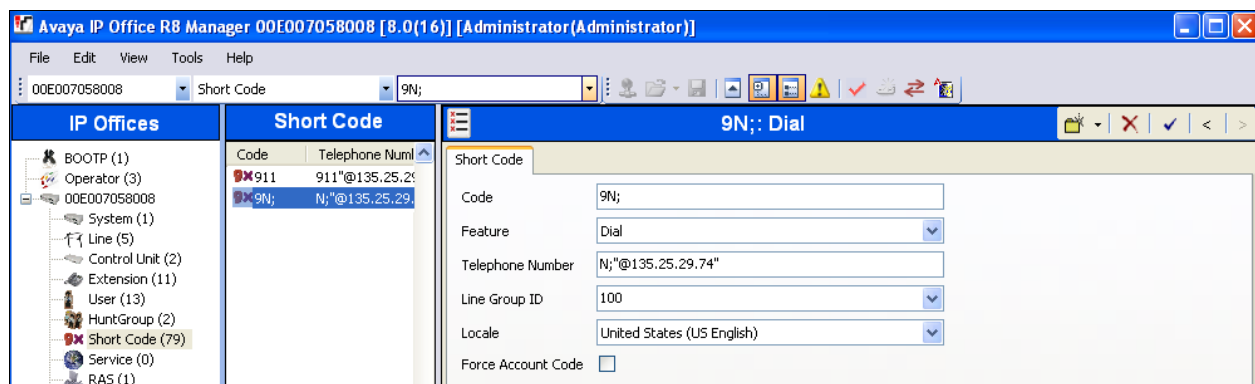 Avaya IP Office R8 Manager 00E007058008 [8.0(16)] [Administrator(Administrator)]
File Edit View Tools Help
00E007058008 Short Code 9N;
IP Offices
BOOTP (1)
Operator (3)
00E007058008
System (1)
Line (5)
Control Unit (2)
Extension (11)
User (13)
HuntGroup (2)
Short Code (79)
Service (0)
RAS (1)
Short Code
Code Telephone Numl
911 911"@135.25.29
9N; N;"@135.25.29.
9N;: Dial
Short Code
Code 9N;
Feature Dial
Telephone Number N;"@135.25.29.74"
Line Group ID 100
Locale United States (US English)
Force Account Code